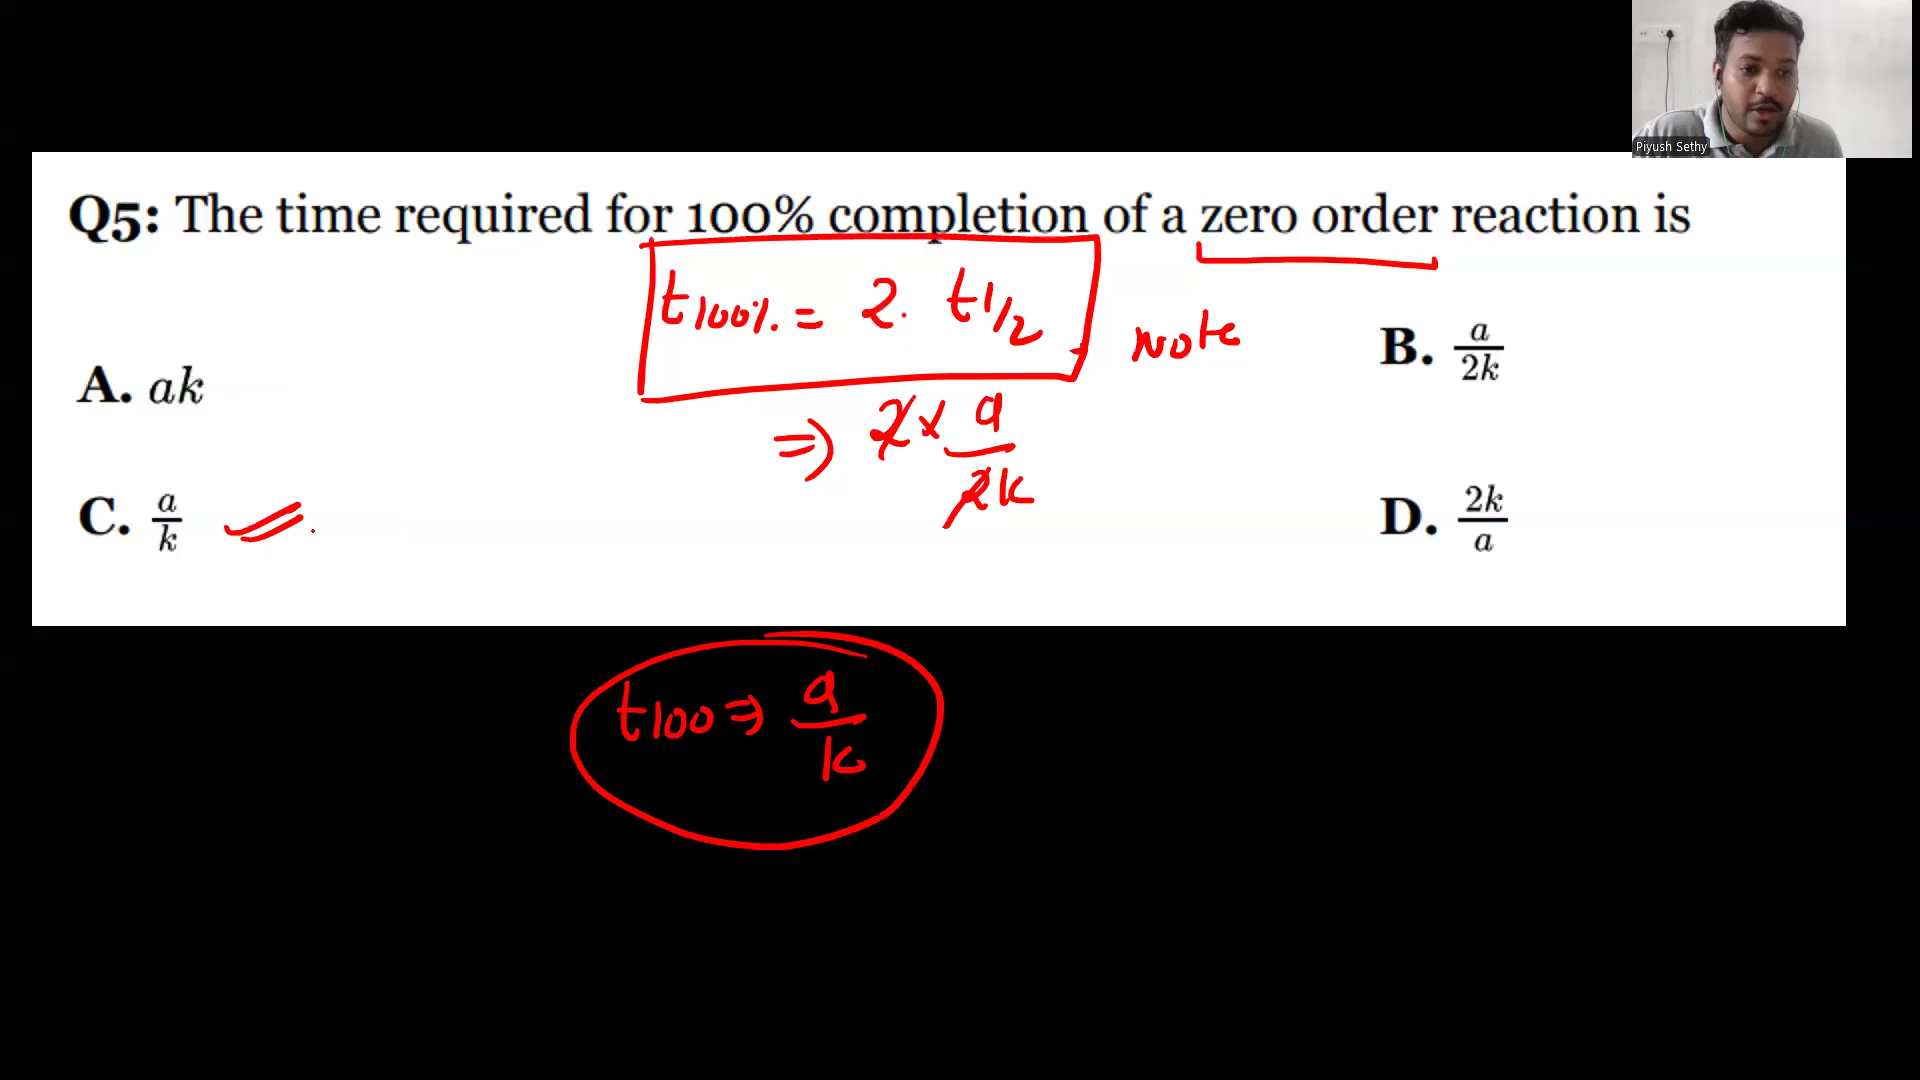 Piyush Sethy
Q5: The time required for 100% completion of a zero order reaction is
t100% = 2. t1/2
note
A. ak
B. a/2k
⇒ 2 × a/2k
C. a/k
D. 2k/a
t100 ⇒ a/k